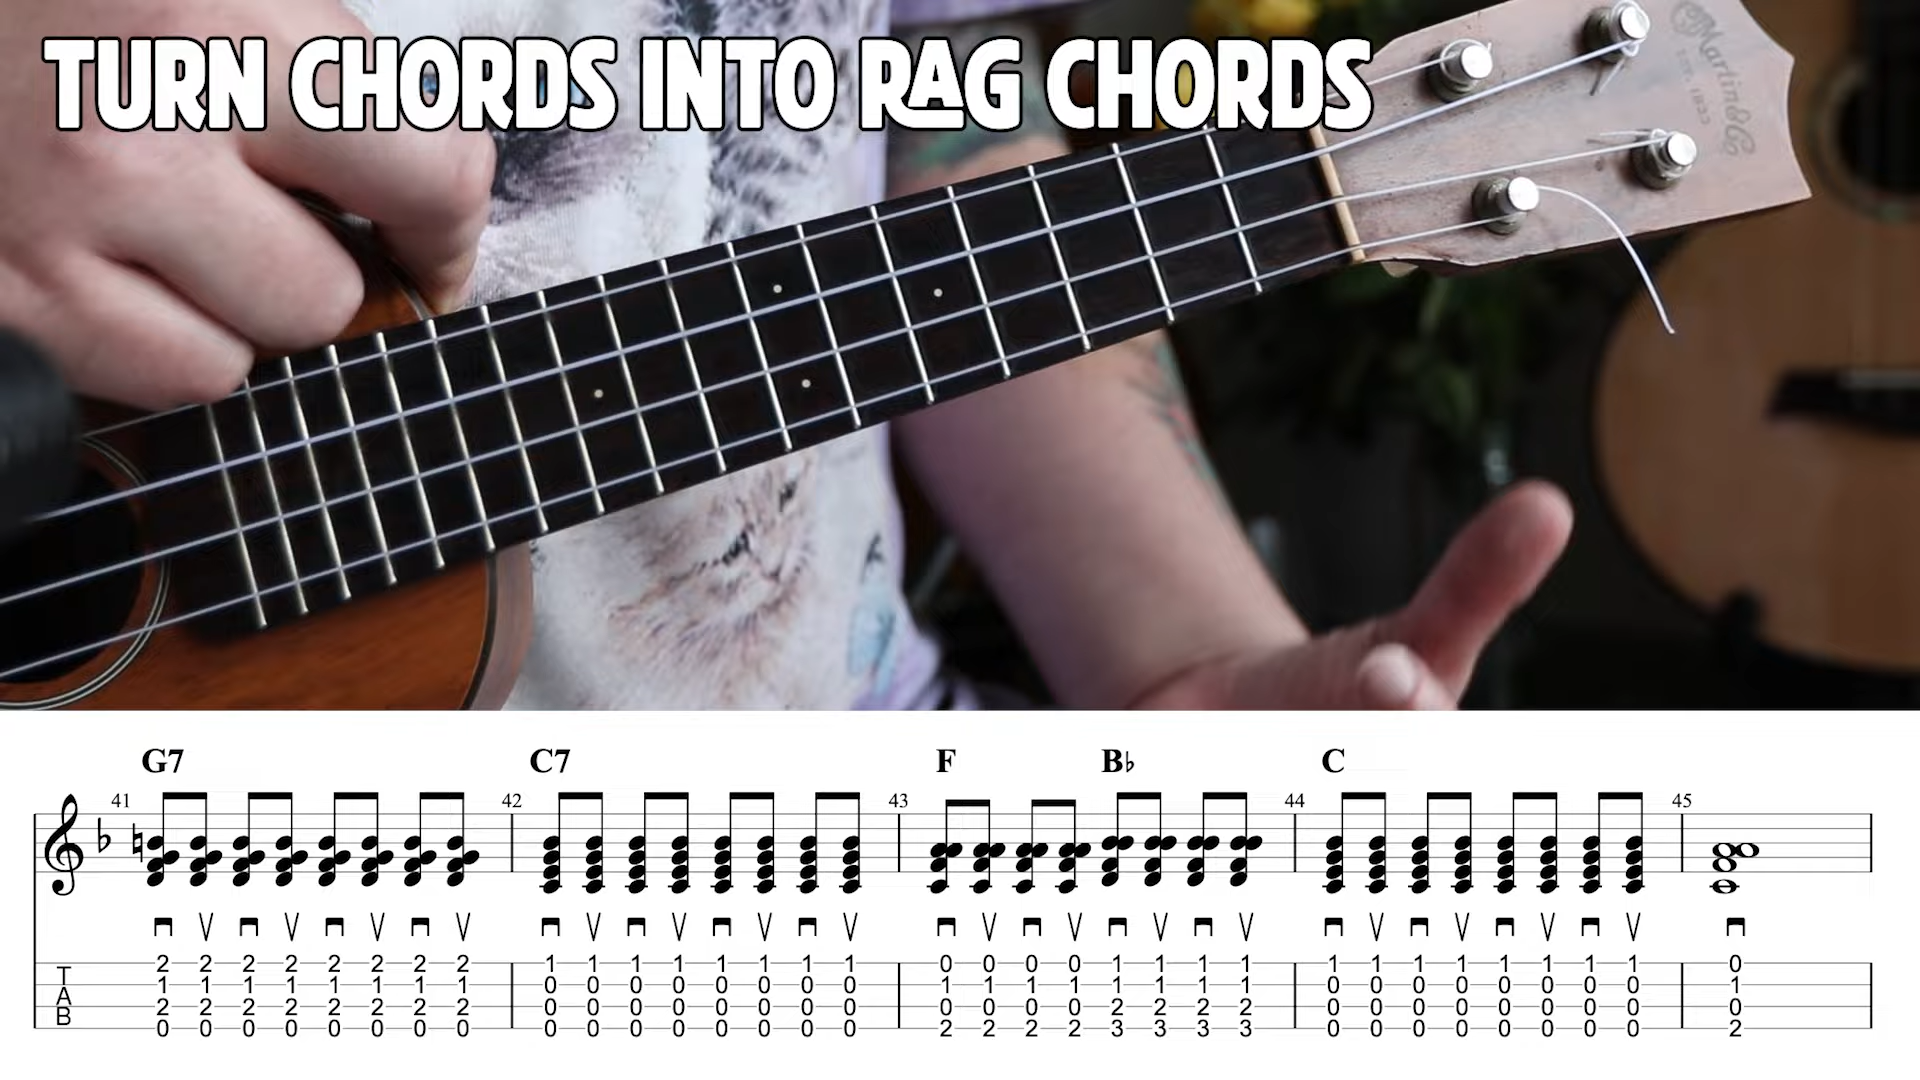 TURN CHORDS INTO RAG CHORDS
Martin & Co
EST. 1833
G7 C7 F B♭ C
41 42 43 44 45
T
A
B
2 2 2 2 2 2 2 2 1 1 1 1 1 1 1 1 0 0 0 0 1 1 1 1 1 1 1 1 1 1 1 1 0
1 1 1 1 1 1 1 1 0 0 0 0 0 0 0 0 1 1 1 1 1 1 1 1 0 0 0 0 0 0 0 0 1
2 2 2 2 2 2 2 2 0 0 0 0 0 0 0 0 0 0 0 0 2 2 2 2 0 0 0 0 0 0 0 0 0
0 0 0 0 0 0 0 0 0 0 0 0 0 0 0 0 2 2 2 2 3 3 3 3 0 0 0 0 0 0 0 0 2